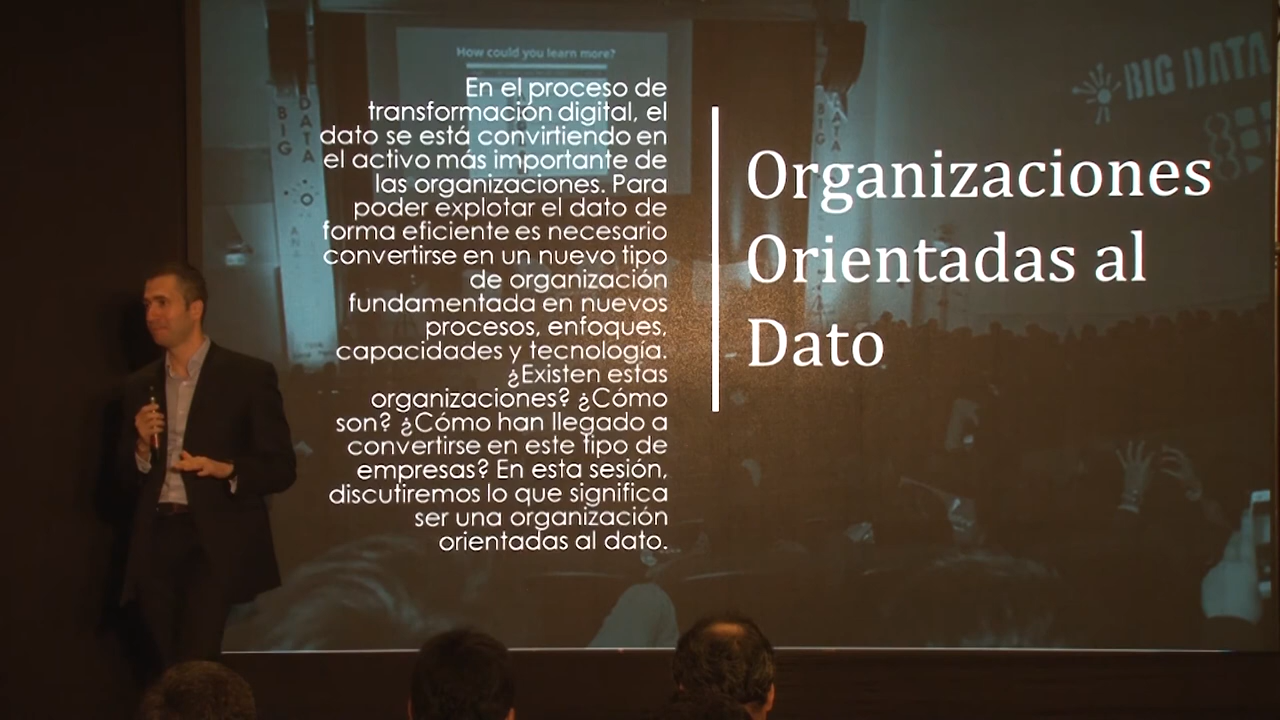 How could you learn more?
En el proceso de
transformación digital, el
dato se está convirtiendo en
el activo más importante de
las organizaciones. Para
poder explotar el dato de
forma eficiente es necesario
convertirse en un nuevo tipo
de organización
fundamentada en nuevos
procesos, enfoques,
capacidades y tecnología.
¿Existen estas
organizaciones? ¿Cómo
son? ¿Cómo han llegado a
convertirse en este tipo de
empresas? En esta sesión,
discutiremos lo que significa
ser una organización
orientadas al dato.
Organizaciones
Orientadas al
Dato
BIG DATA
BIG
DATA